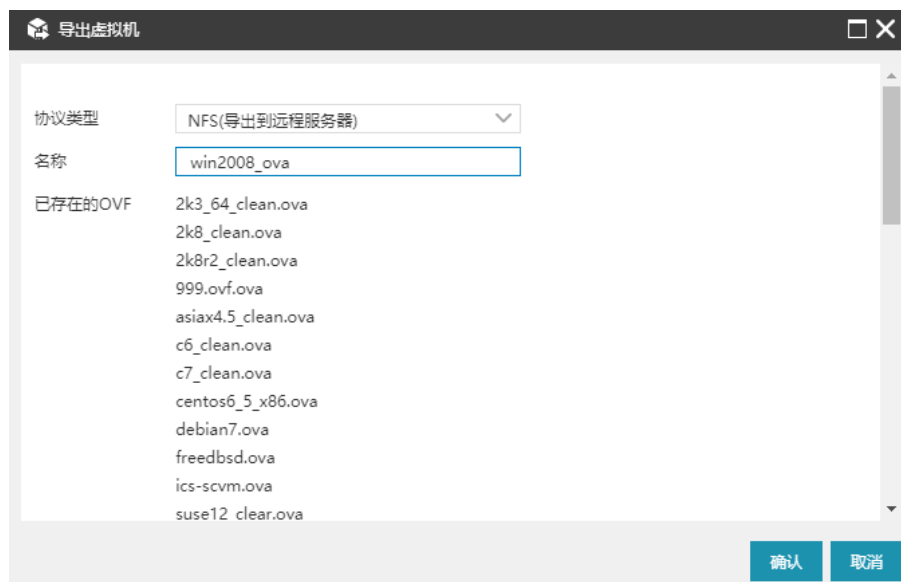 导出虚拟机
协议类型 NFS(导出到远程服务器)
名称 win2008_ova
已存在的OVF 2k3_64_clean.ova
2k8_clean.ova
2k8r2_clean.ova
999.ovf.ova
asiax4.5_clean.ova
c6_clean.ova
c7_clean.ova
centos6_5_x86.ova
debian7.ova
freedbsd.ova
ics-scvm.ova
suse12_clear.ova
确认 取消